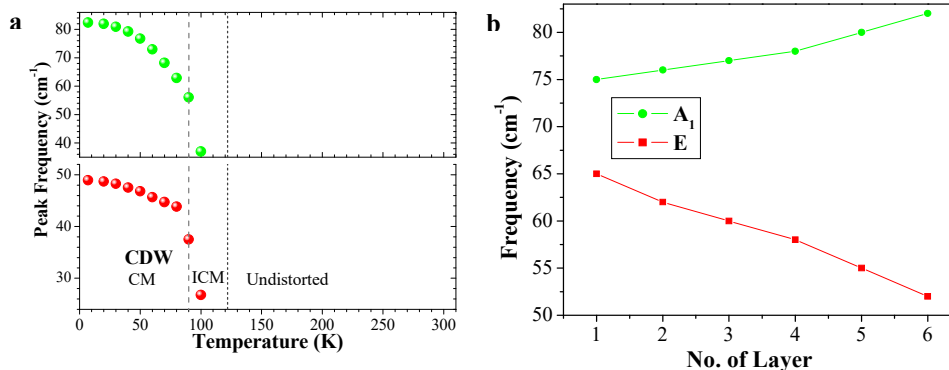 a
80
70
60
50
40
Peak Frequency (cm-1)
50
40
30
CDW
CM
ICM
Undistorted
0 50 100 150 200 250 300
Temperature (K)
b
85
80
75
70
65
60
55
50
Frequency (cm-1)
A1
E
1 2 3 4 5 6
No. of Layer